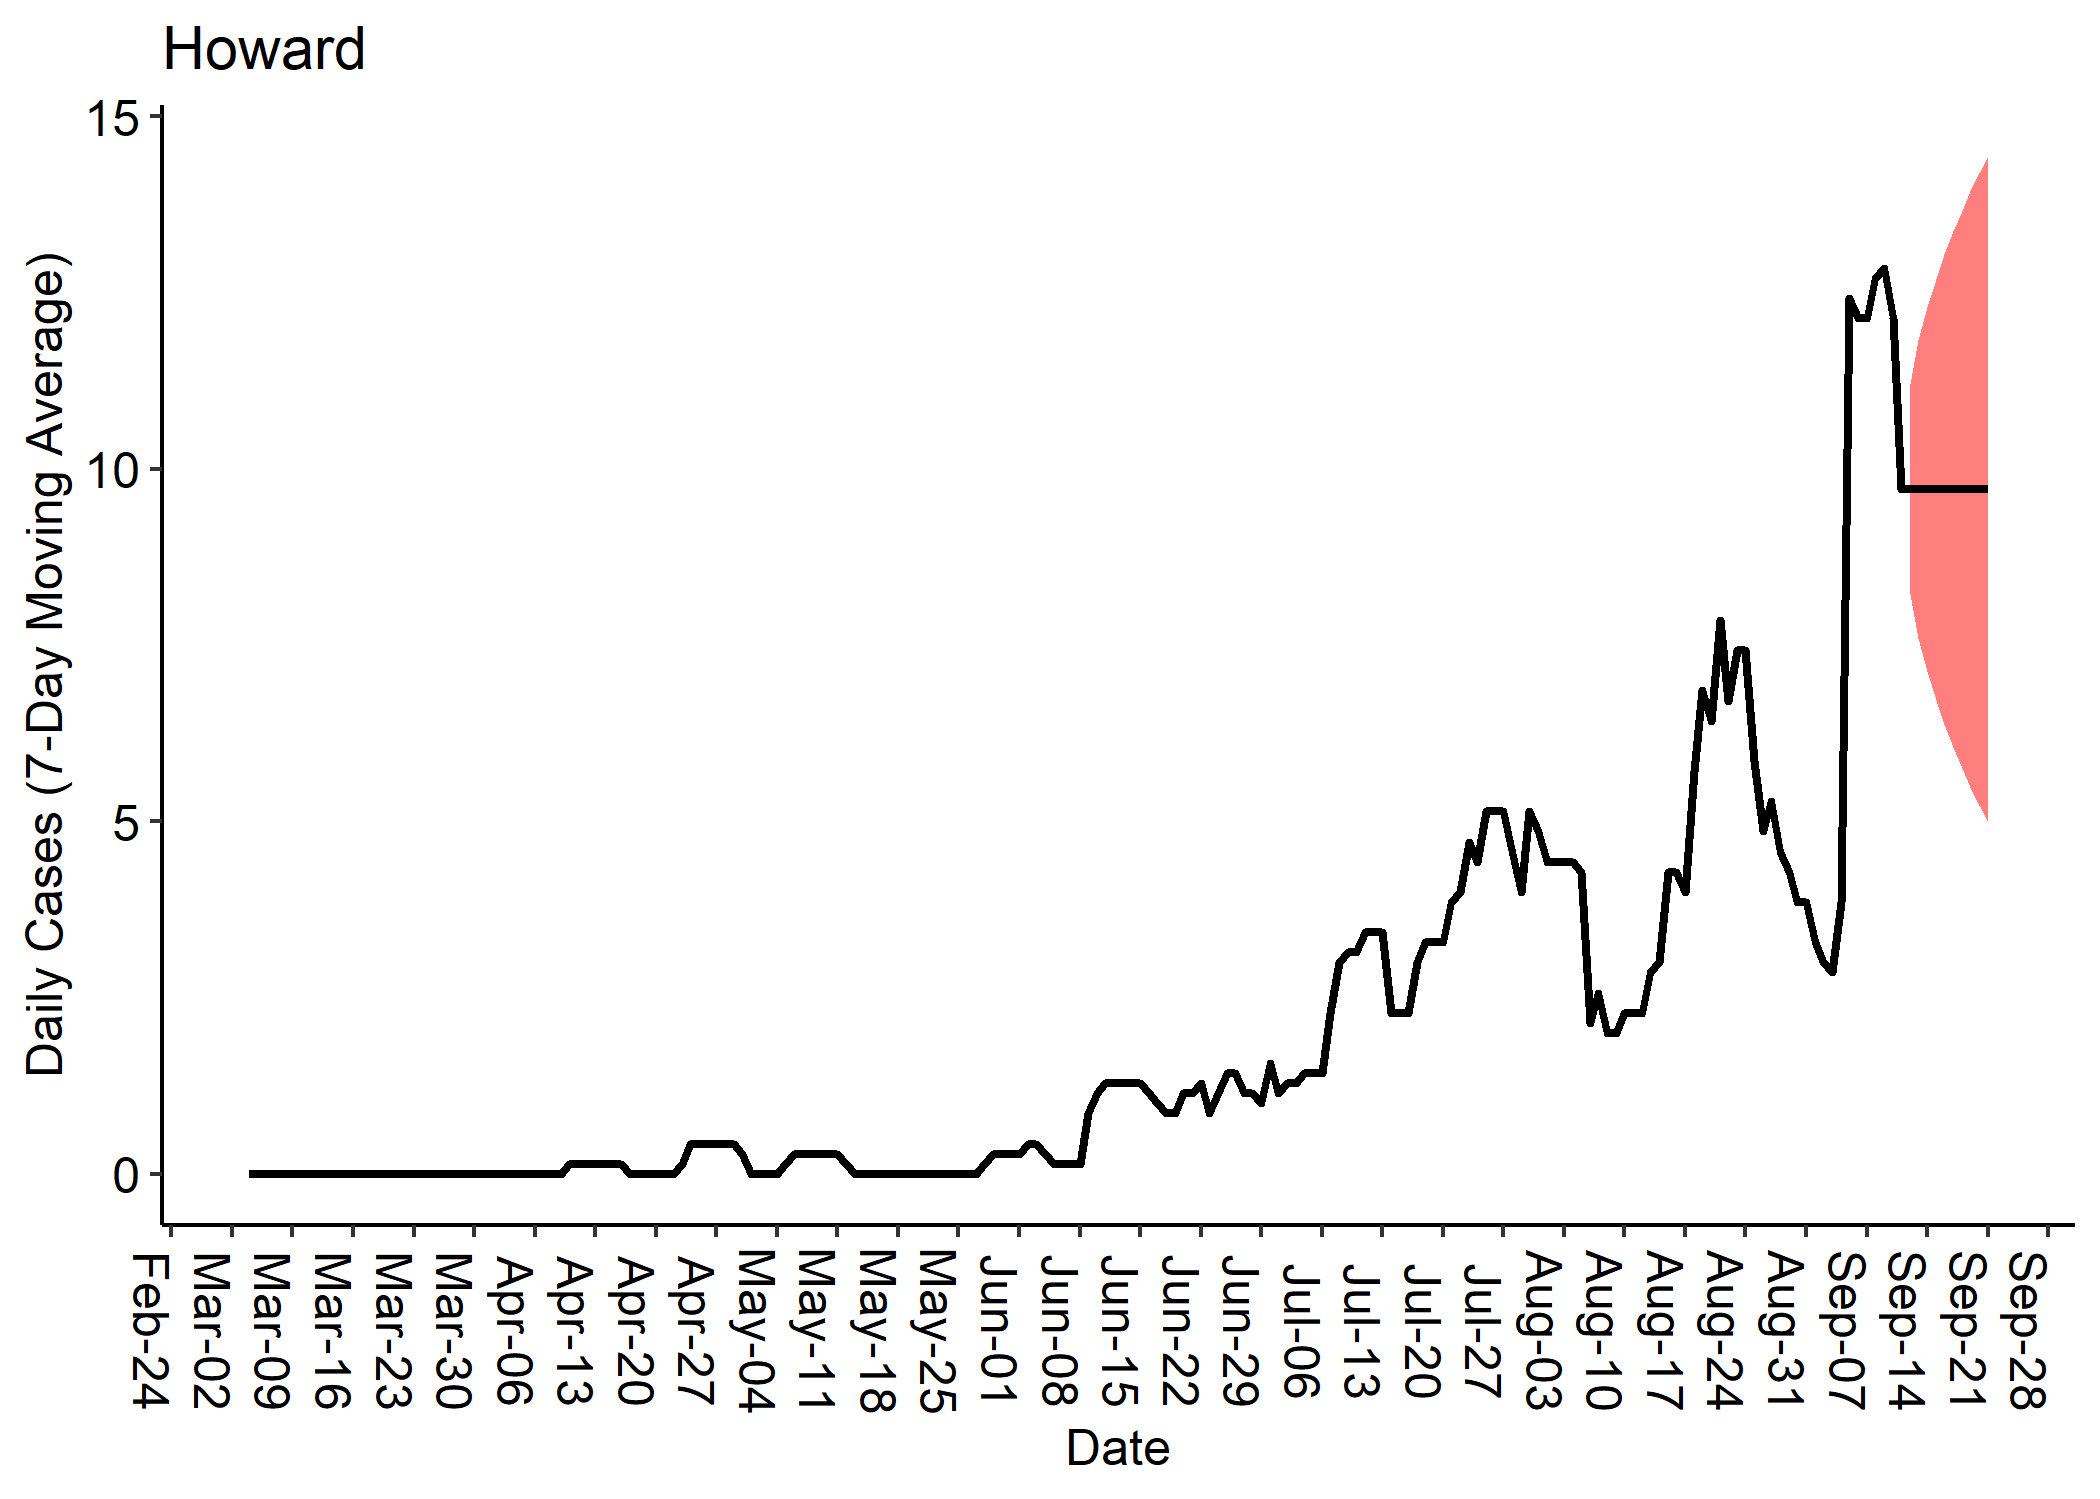 Howard
Daily Cases (7-Day Moving Average)
15
10
5
0
Feb-24
Mar-02
Mar-09
Mar-16
Mar-23
Mar-30
Apr-06
Apr-13
Apr-20
Apr-27
May-04
May-11
May-18
May-25
Jun-01
Jun-08
Jun-15
Jun-22
Jun-29
Jul-06
Jul-13
Jul-20
Jul-27
Aug-03
Aug-10
Aug-17
Aug-24
Aug-31
Sep-07
Sep-14
Sep-21
Sep-28
Date